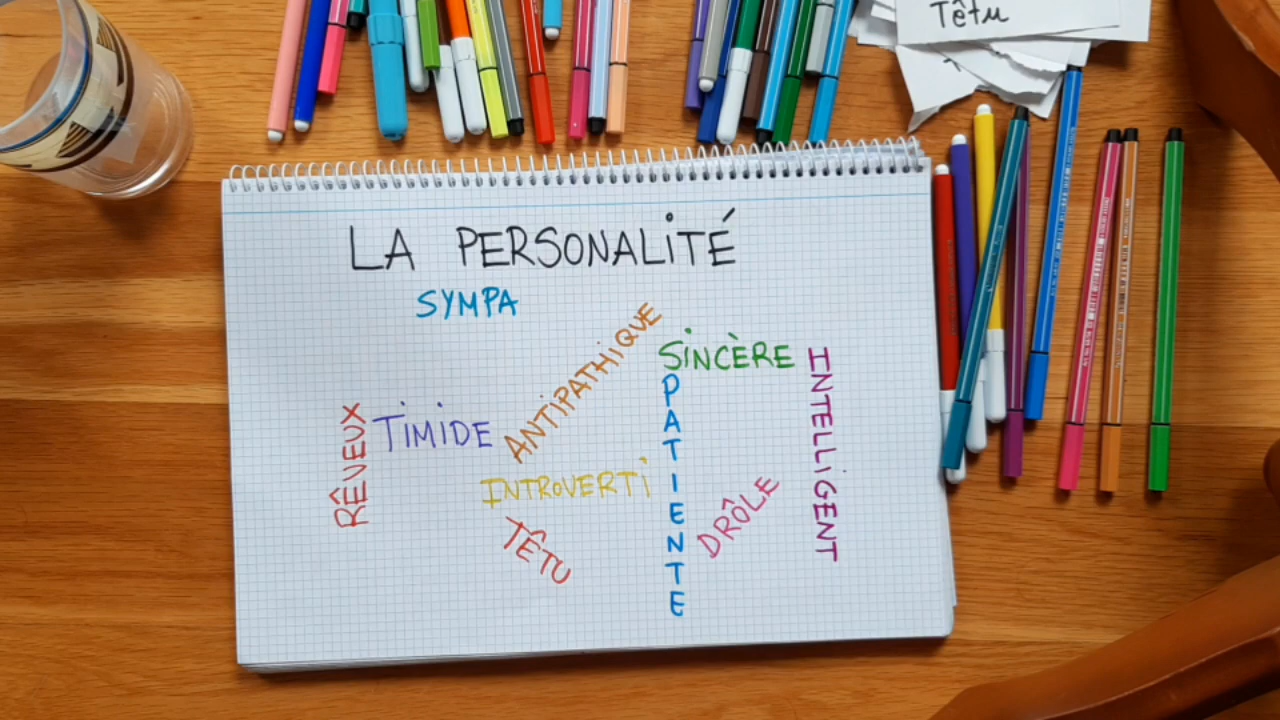 Têtu
LA PERSONALITÉ
SYMPA
ANTIPATHIQUE
SINCÈRE
INTELLIGENT
PATIENTE
RÊVEUX
TIMIDE
INTROVERTI
DRÔLE
TÊTU